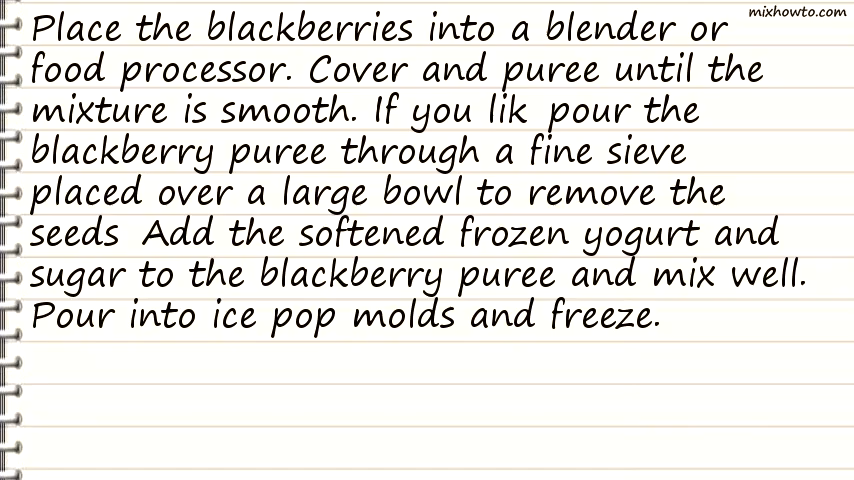 mixhowto.com
Place the blackberries into a blender or
food processor. Cover and puree until the
mixture is smooth. If you lik pour the
blackberry puree through a fine sieve
placed over a large bowl to remove the
seeds Add the softened frozen yogurt and
sugar to the blackberry puree and mix well.
Pour into ice pop molds and freeze.